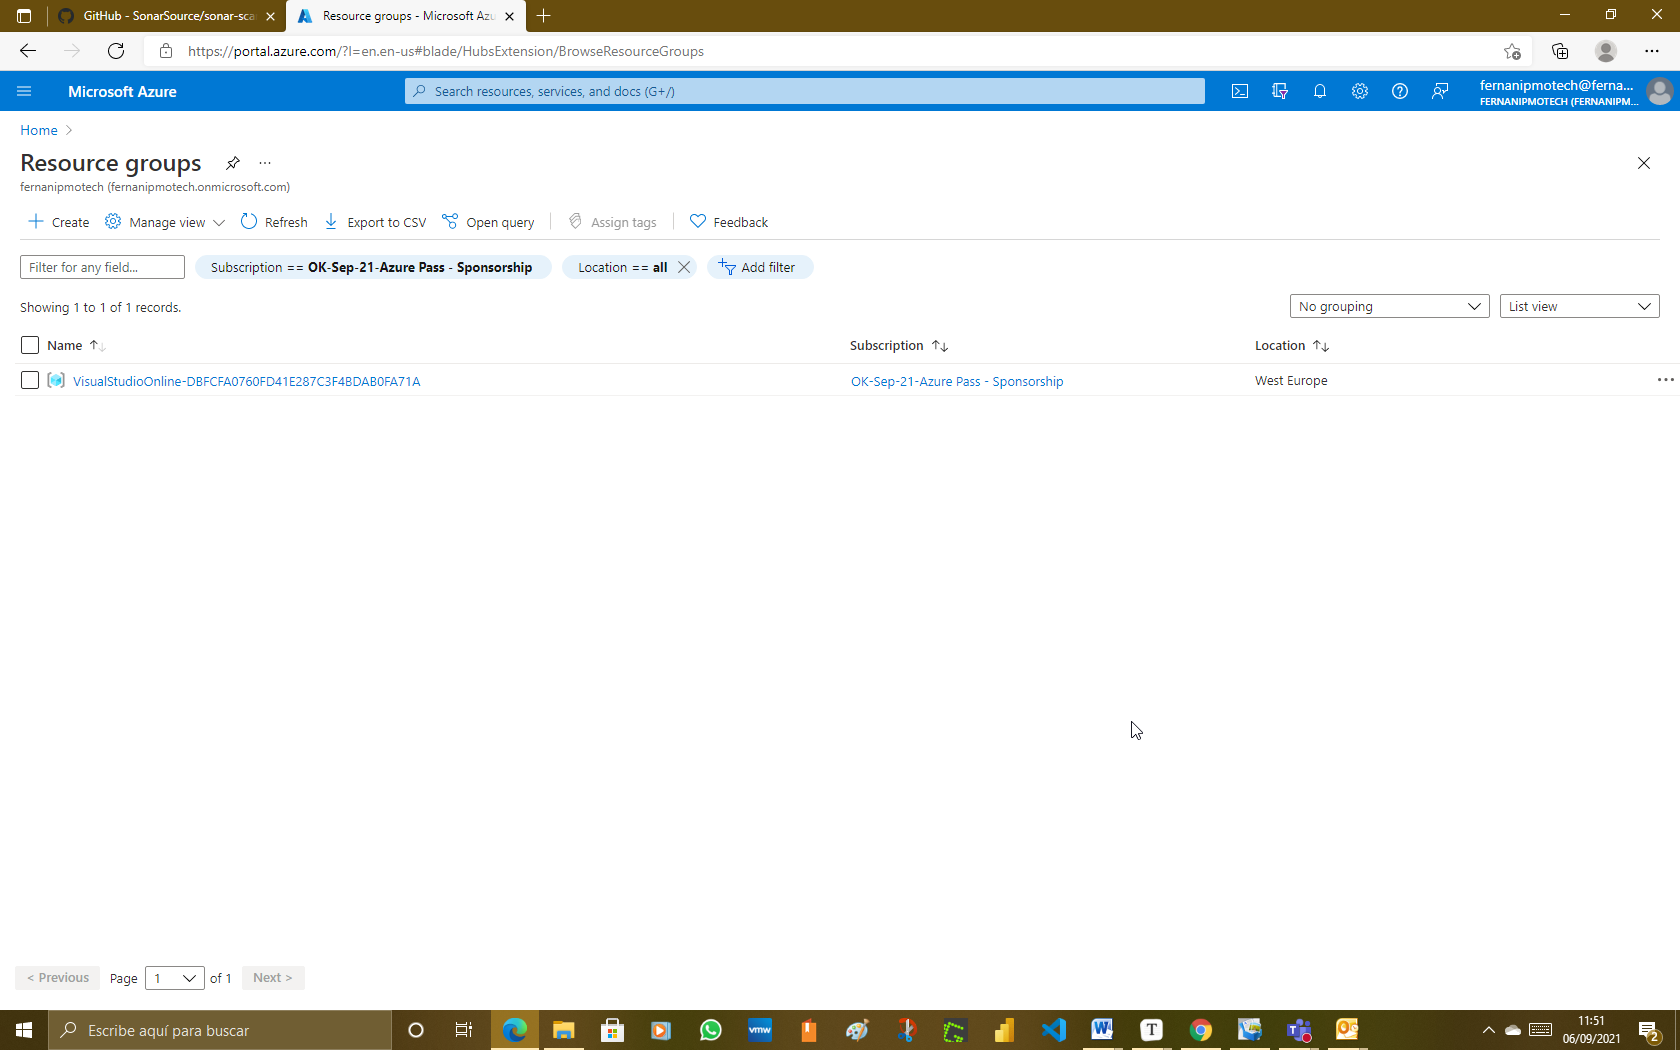 GitHub - SonarSource/sonar-sca
Resource groups - Microsoft Azu
https://portal.azure.com/?l=en.en-us#blade/HubsExtension/BrowseResourceGroups
Microsoft Azure
Search resources, services, and docs (G+/)
fernanipmotech@ferna...
FERNANIPMOTECH (FERNANIPM...
Home
Resource groups
fernanipmotech (fernanipmotech.onmicrosoft.com)
Create Manage view Refresh Export to CSV Open query Assign tags Feedback
Filter for any field... Subscription == OK-Sep-21-Azure Pass - Sponsorship Location == all Add filter
Showing 1 to 1 of 1 records.
No grouping List view
Name Subscription Location
VisualStudioOnline-DBFCFA0760FD41E287C3F4BDAB0FA71A OK-Sep-21-Azure Pass - Sponsorship West Europe
< Previous Page 1 of 1 Next >
Escribe aquí para buscar
vmw
W
T
11:51
06/09/2021
2